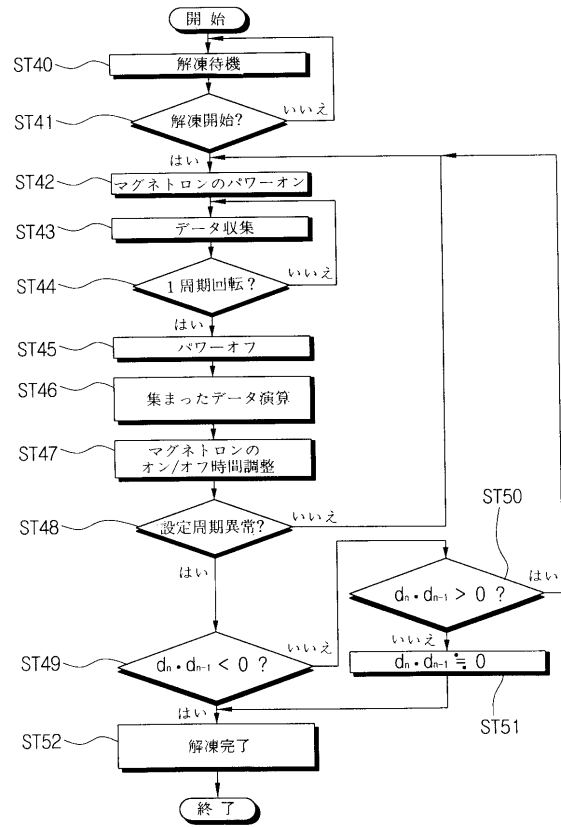 開始
ST40
解凍待機
ST41
解凍開始?
いいえ
はい
ST42
マグネトロンのパワーオン
ST43
データ収集
ST44
1周期回転?
いいえ
はい
ST45
パワーオフ
ST46
集まったデータ演算
ST47
マグネトロンの
オン/オフ時間調整
ST48
設定周期異常?
いいえ
はい
ST50
dn・dn-1 > 0 ?
はい
いいえ
ST49
dn・dn-1 < 0 ?
いいえ
はい
dn・dn-1 ≒ 0
ST51
ST52
解凍完了
終了